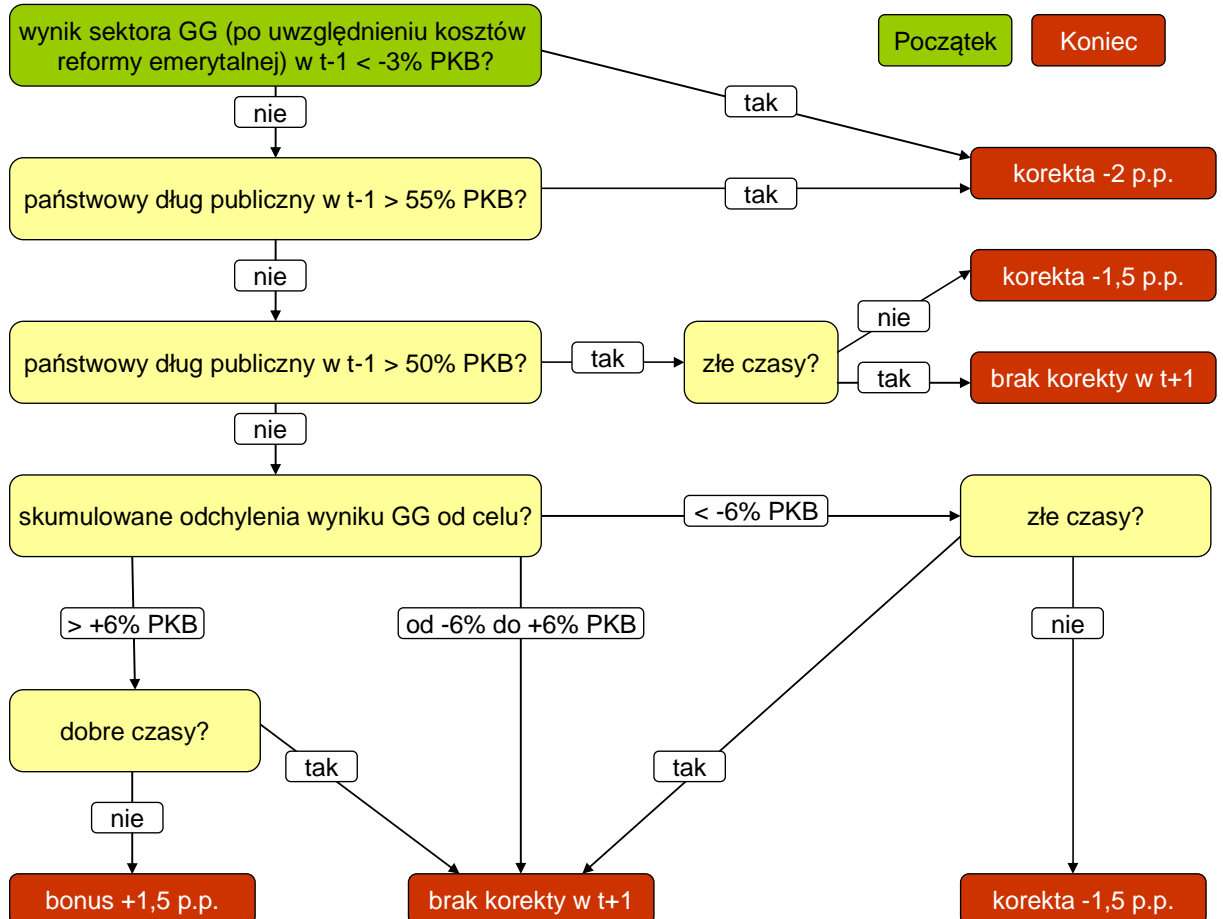 wynik sektora GG (po uwzględnieniu kosztów
reformy emerytalnej) w t-1 < -3% PKB?
Początek
Koniec
nie
tak
państwowy dług publiczny w t-1 > 55% PKB?
tak
korekta -2 p.p.
nie
korekta -1,5 p.p.
nie
państwowy dług publiczny w t-1 > 50% PKB?
tak
złe czasy?
tak
brak korekty w t+1
nie
skumulowane odchylenia wyniku GG od celu?
< -6% PKB
złe czasy?
> +6% PKB
od -6% do +6% PKB
nie
dobre czasy?
tak
tak
nie
bonus +1,5 p.p.
brak korekty w t+1
korekta -1,5 p.p.